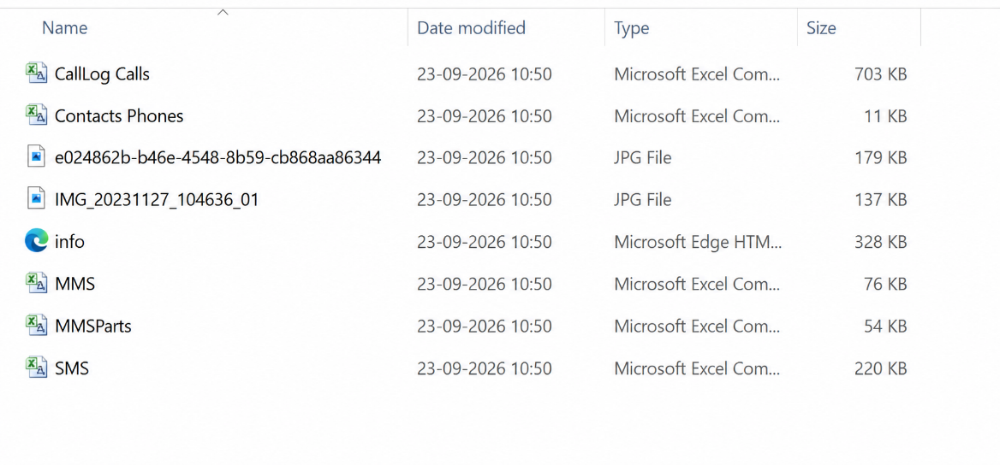 Name Date modified Type Size
CallLog Calls 23-09-2026 10:50 Microsoft Excel Com... 703 KB
Contacts Phones 23-09-2026 10:50 Microsoft Excel Com... 11 KB
e024862b-b46e-4548-8b59-cb868aa86344 23-09-2026 10:50 JPG File 179 KB
IMG_20231127_104636_01 23-09-2026 10:50 JPG File 137 KB
info 23-09-2026 10:50 Microsoft Edge HTM... 328 KB
MMS 23-09-2026 10:50 Microsoft Excel Com... 76 KB
MMSParts 23-09-2026 10:50 Microsoft Excel Com... 54 KB
SMS 23-09-2026 10:50 Microsoft Excel Com... 220 KB